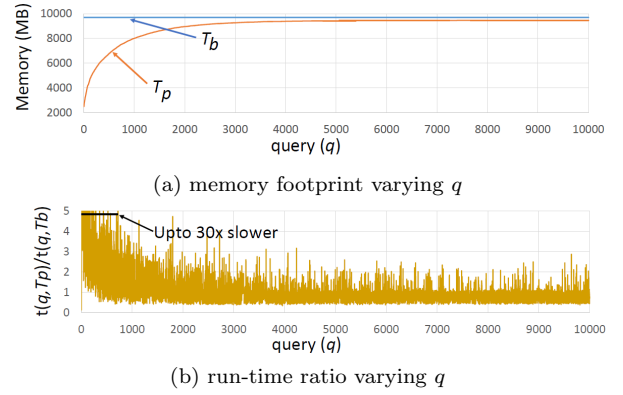 Memory (MB)
10000
8000
6000
4000
2000
T_b
T_p
0 1000 2000 3000 4000 5000 6000 7000 8000 9000 10000
query (q)
(a) memory footprint varying q
t(q,Tp)/t(q,Tb)
5
4
3
2
1
0
Upto 30x slower
0 1000 2000 3000 4000 5000 6000 7000 8000 9000 10000
query (q)
(b) run-time ratio varying q